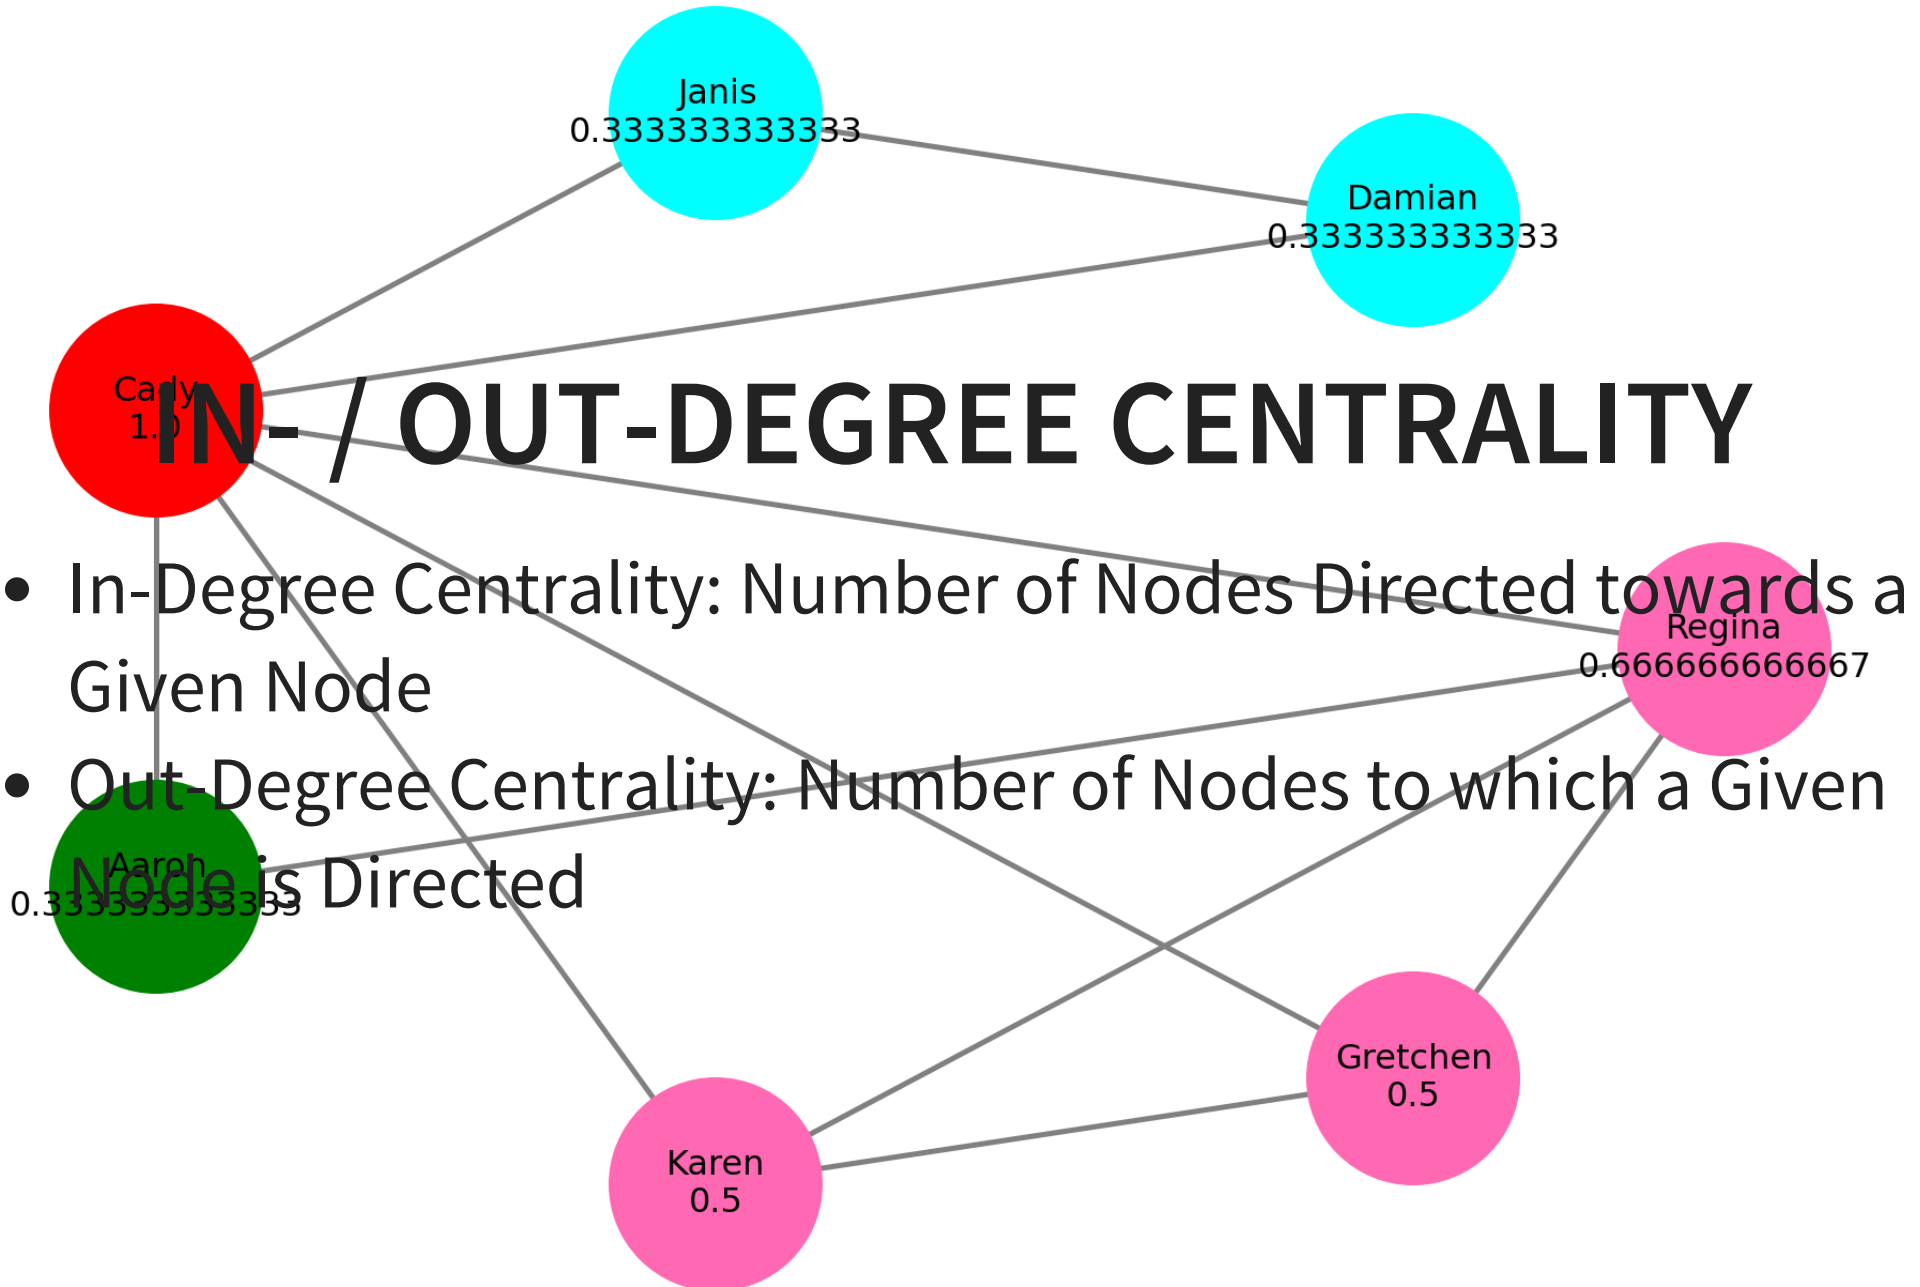 Janis
0.333333333333
Damian
0.333333333333
Cady
1.0
IN- / OUT-DEGREE CENTRALITY
• In-Degree Centrality: Number of Nodes Directed towards a
Given Node
Regina
0.666666666667
• Out-Degree Centrality: Number of Nodes to which a Given
Node is Directed
Aaron
0.333333333333
Gretchen
0.5
Karen
0.5